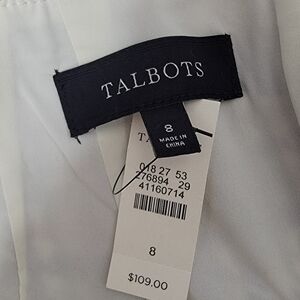 TALBOTS
8
MADE IN
CHINA
018 27 53
276894 29
41160714
8
$109.00